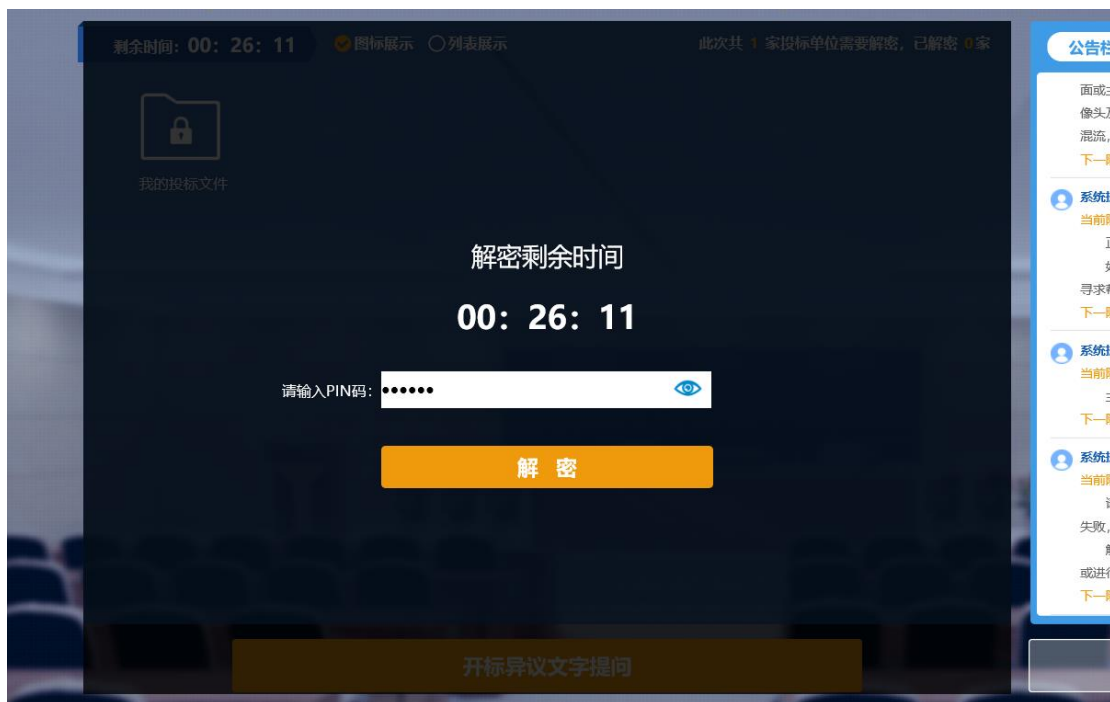 剩余时间: 00: 26: 11
图标展示 列表展示
此次共 1 家投标单位需要解密, 已解密 0 家
我的投标文件
解密剩余时间
00: 26: 11
请输入PIN码: ••••••
解 密
开标异议文字提问
公告栏
面或
像头
混流,
下一
系统
当前
寻求
下一
系统
当前
下一
系统
当前
失败,
或进行
下一